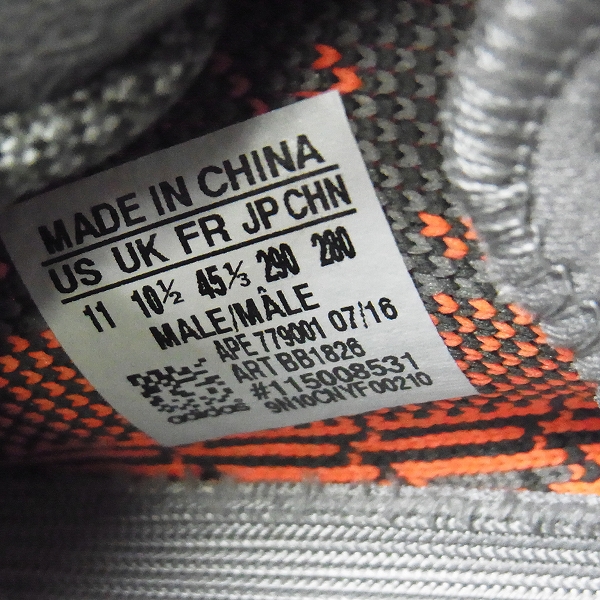 MADE IN CHINA
US UK FR JP CHN
11 10½ 45⅓ 290 280
MALE/MÂLE
APE 779001 07/16
ART BB1826
#115008531
9N10CNYF00210
adidas